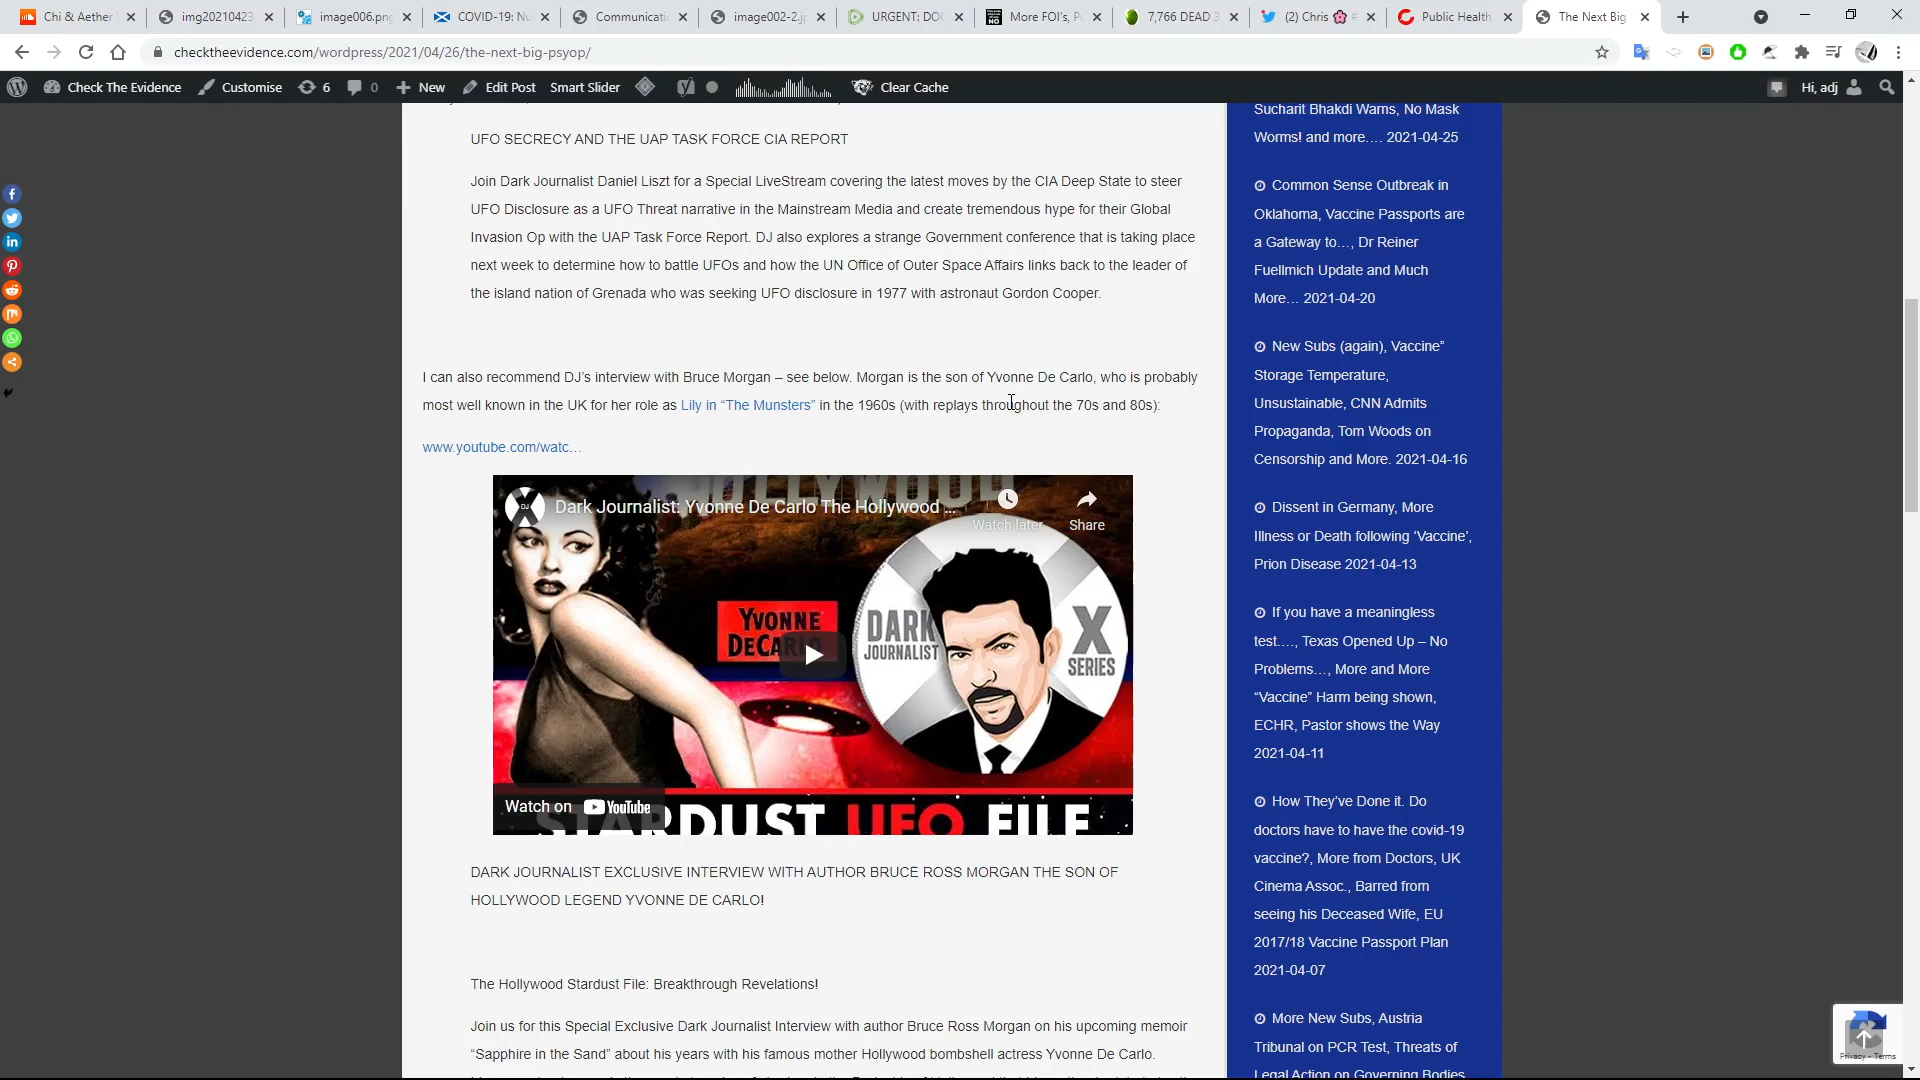 Chi & Aether
img20210423
image006.png
COVID-19: Nu
Communicati
image002-2.j
URGENT: DO
More FOI's, P
7,766 DEAD 3
(2) Chris
Public Health
The Next Big
checktheevidence.com/wordpress/2021/04/26/the-next-big-psyop/
Check The Evidence
Customise
6
0
New
Edit Post
Smart Slider
Clear Cache
Hi, adj
UFO SECRECY AND THE UAP TASK FORCE CIA REPORT
Join Dark Journalist Daniel Liszt for a Special LiveStream covering the latest moves by the CIA Deep State to steer
UFO Disclosure as a UFO Threat narrative in the Mainstream Media and create tremendous hype for their Global
Invasion Op with the UAP Task Force Report. DJ also explores a strange Government conference that is taking place
next week to determine how to battle UFOs and how the UN Office of Outer Space Affairs links back to the leader of
the island nation of Grenada who was seeking UFO disclosure in 1977 with astronaut Gordon Cooper.
I can also recommend DJ's interview with Bruce Morgan – see below. Morgan is the son of Yvonne De Carlo, who is probably
most well known in the UK for her role as Lily in “The Munsters” in the 1960s (with replays throughout the 70s and 80s):
www.youtube.com/watc…
HOLLYWOOD
DJ
Dark Journalist: Yvonne De Carlo The Hollywood ...
Watch later
Share
YVONNE
DECARLO
DARK
JOURNALIST
X
SERIES
Watch on YouTube
STARDUST UFO FILE
DARK JOURNALIST EXCLUSIVE INTERVIEW WITH AUTHOR BRUCE ROSS MORGAN THE SON OF
HOLLYWOOD LEGEND YVONNE DE CARLO!
The Hollywood Stardust File: Breakthrough Revelations!
Join us for this Special Exclusive Dark Journalist Interview with author Bruce Ross Morgan on his upcoming memoir
“Sapphire in the Sand” about his years with his famous mother Hollywood bombshell actress Yvonne De Carlo.
Sucharit Bhakdi Warns, No Mask
Worms! and more…. 2021-04-25
Common Sense Outbreak in
Oklahoma, Vaccine Passports are
a Gateway to…, Dr Reiner
Fuellmich Update and Much
More… 2021-04-20
New Subs (again), Vaccine”
Storage Temperature,
Unsustainable, CNN Admits
Propaganda, Tom Woods on
Censorship and More. 2021-04-16
Dissent in Germany, More
Illness or Death following ‘Vaccine’,
Prion Disease 2021-04-13
If you have a meaningless
test…., Texas Opened Up – No
Problems…, More and More
“Vaccine” Harm being shown,
ECHR, Pastor shows the Way
2021-04-11
How They’ve Done it. Do
doctors have to have the covid-19
vaccine?, More from Doctors, UK
Cinema Assoc., Barred from
seeing his Deceased Wife, EU
2017/18 Vaccine Passport Plan
2021-04-07
More New Subs, Austria
Tribunal on PCR Test, Threats of
Legal Action on Governing Bodies
Privacy - Terms